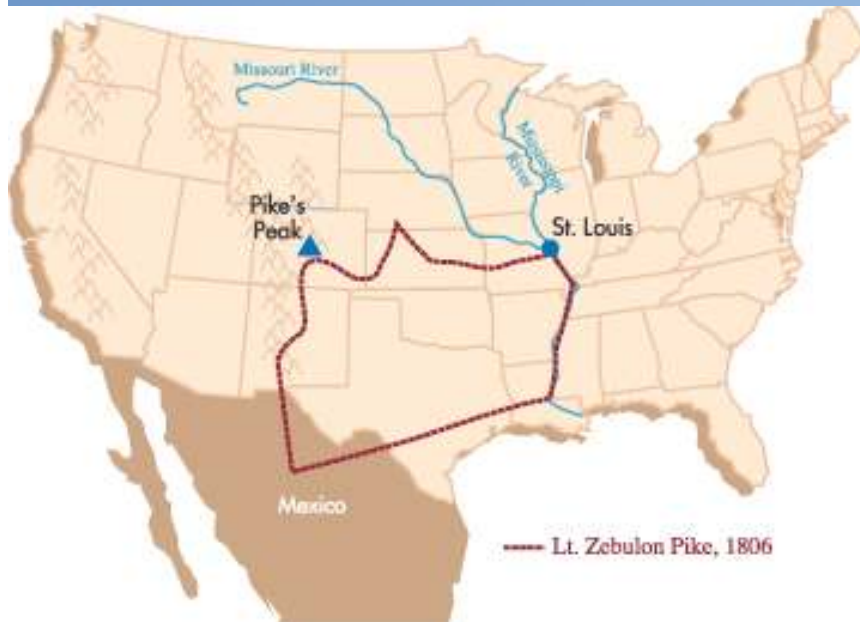 Missouri River
Mississippi
River
Pike's
Peak
St. Louis
Mexico
Lt. Zebulon Pike, 1806